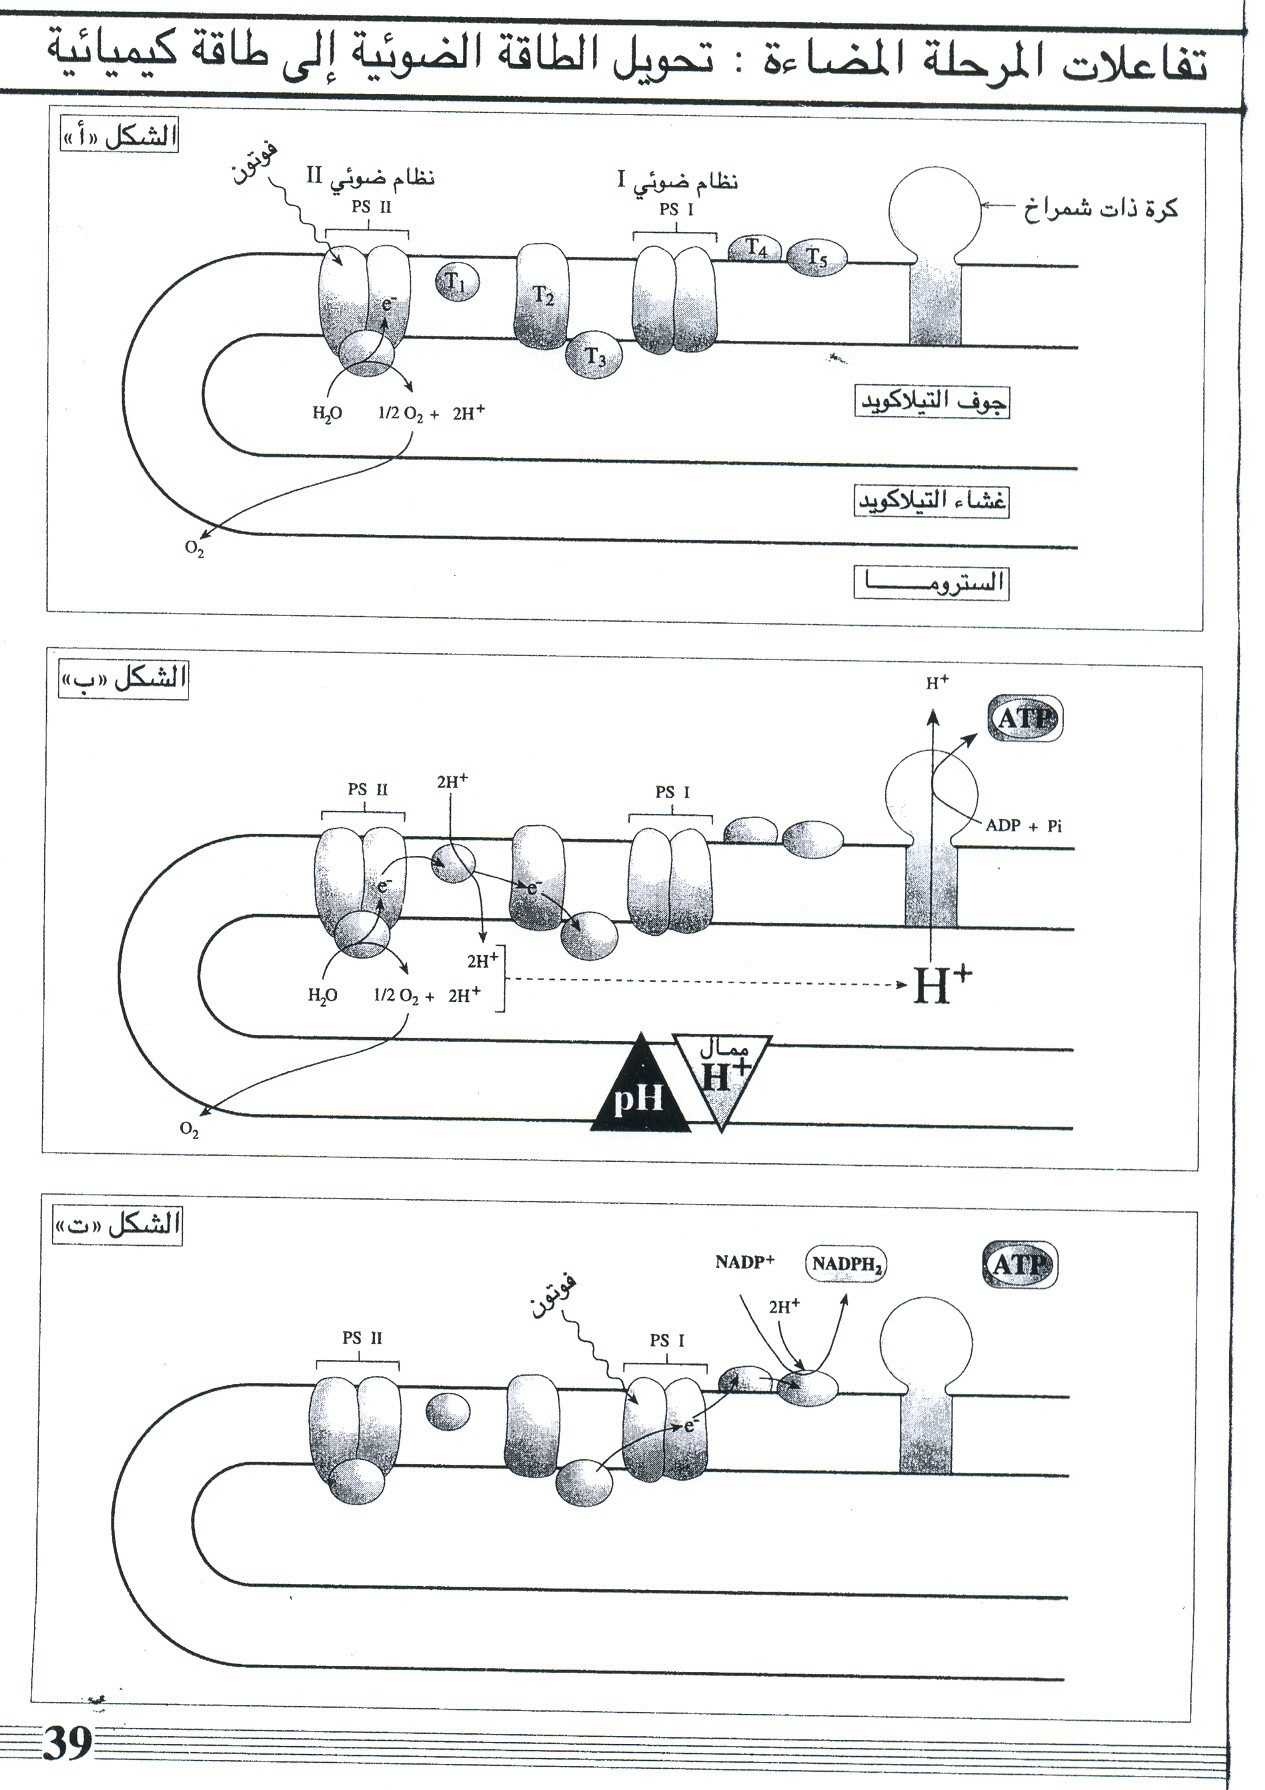 تفاعلات المرحلة المضاءة : تحويل الطاقة الضوئية إلى طاقة كيميائية
الشكل «أ»
فوتون
نظام ضوئي II
PS II
نظام ضوئي I
PS I
كرة ذات شمراخ
T1
T2
T3
T4
T5
e⁻
H₂O 1/2 O₂ + 2H⁺
O₂
جوف التيلاكويد
غشاء التيلاكويد
الستروما
الشكل «ب»
H⁺
ATP
PS II
2H⁺
PS I
ADP + Pi
e⁻
e⁻
2H⁺
H₂O 1/2 O₂ + 2H⁺
H⁺
ممال
H⁺
pH
O₂
الشكل «ت»
NADP⁺
NADPH₂
ATP
فوتون
2H⁺
PS II
PS I
e⁻
39